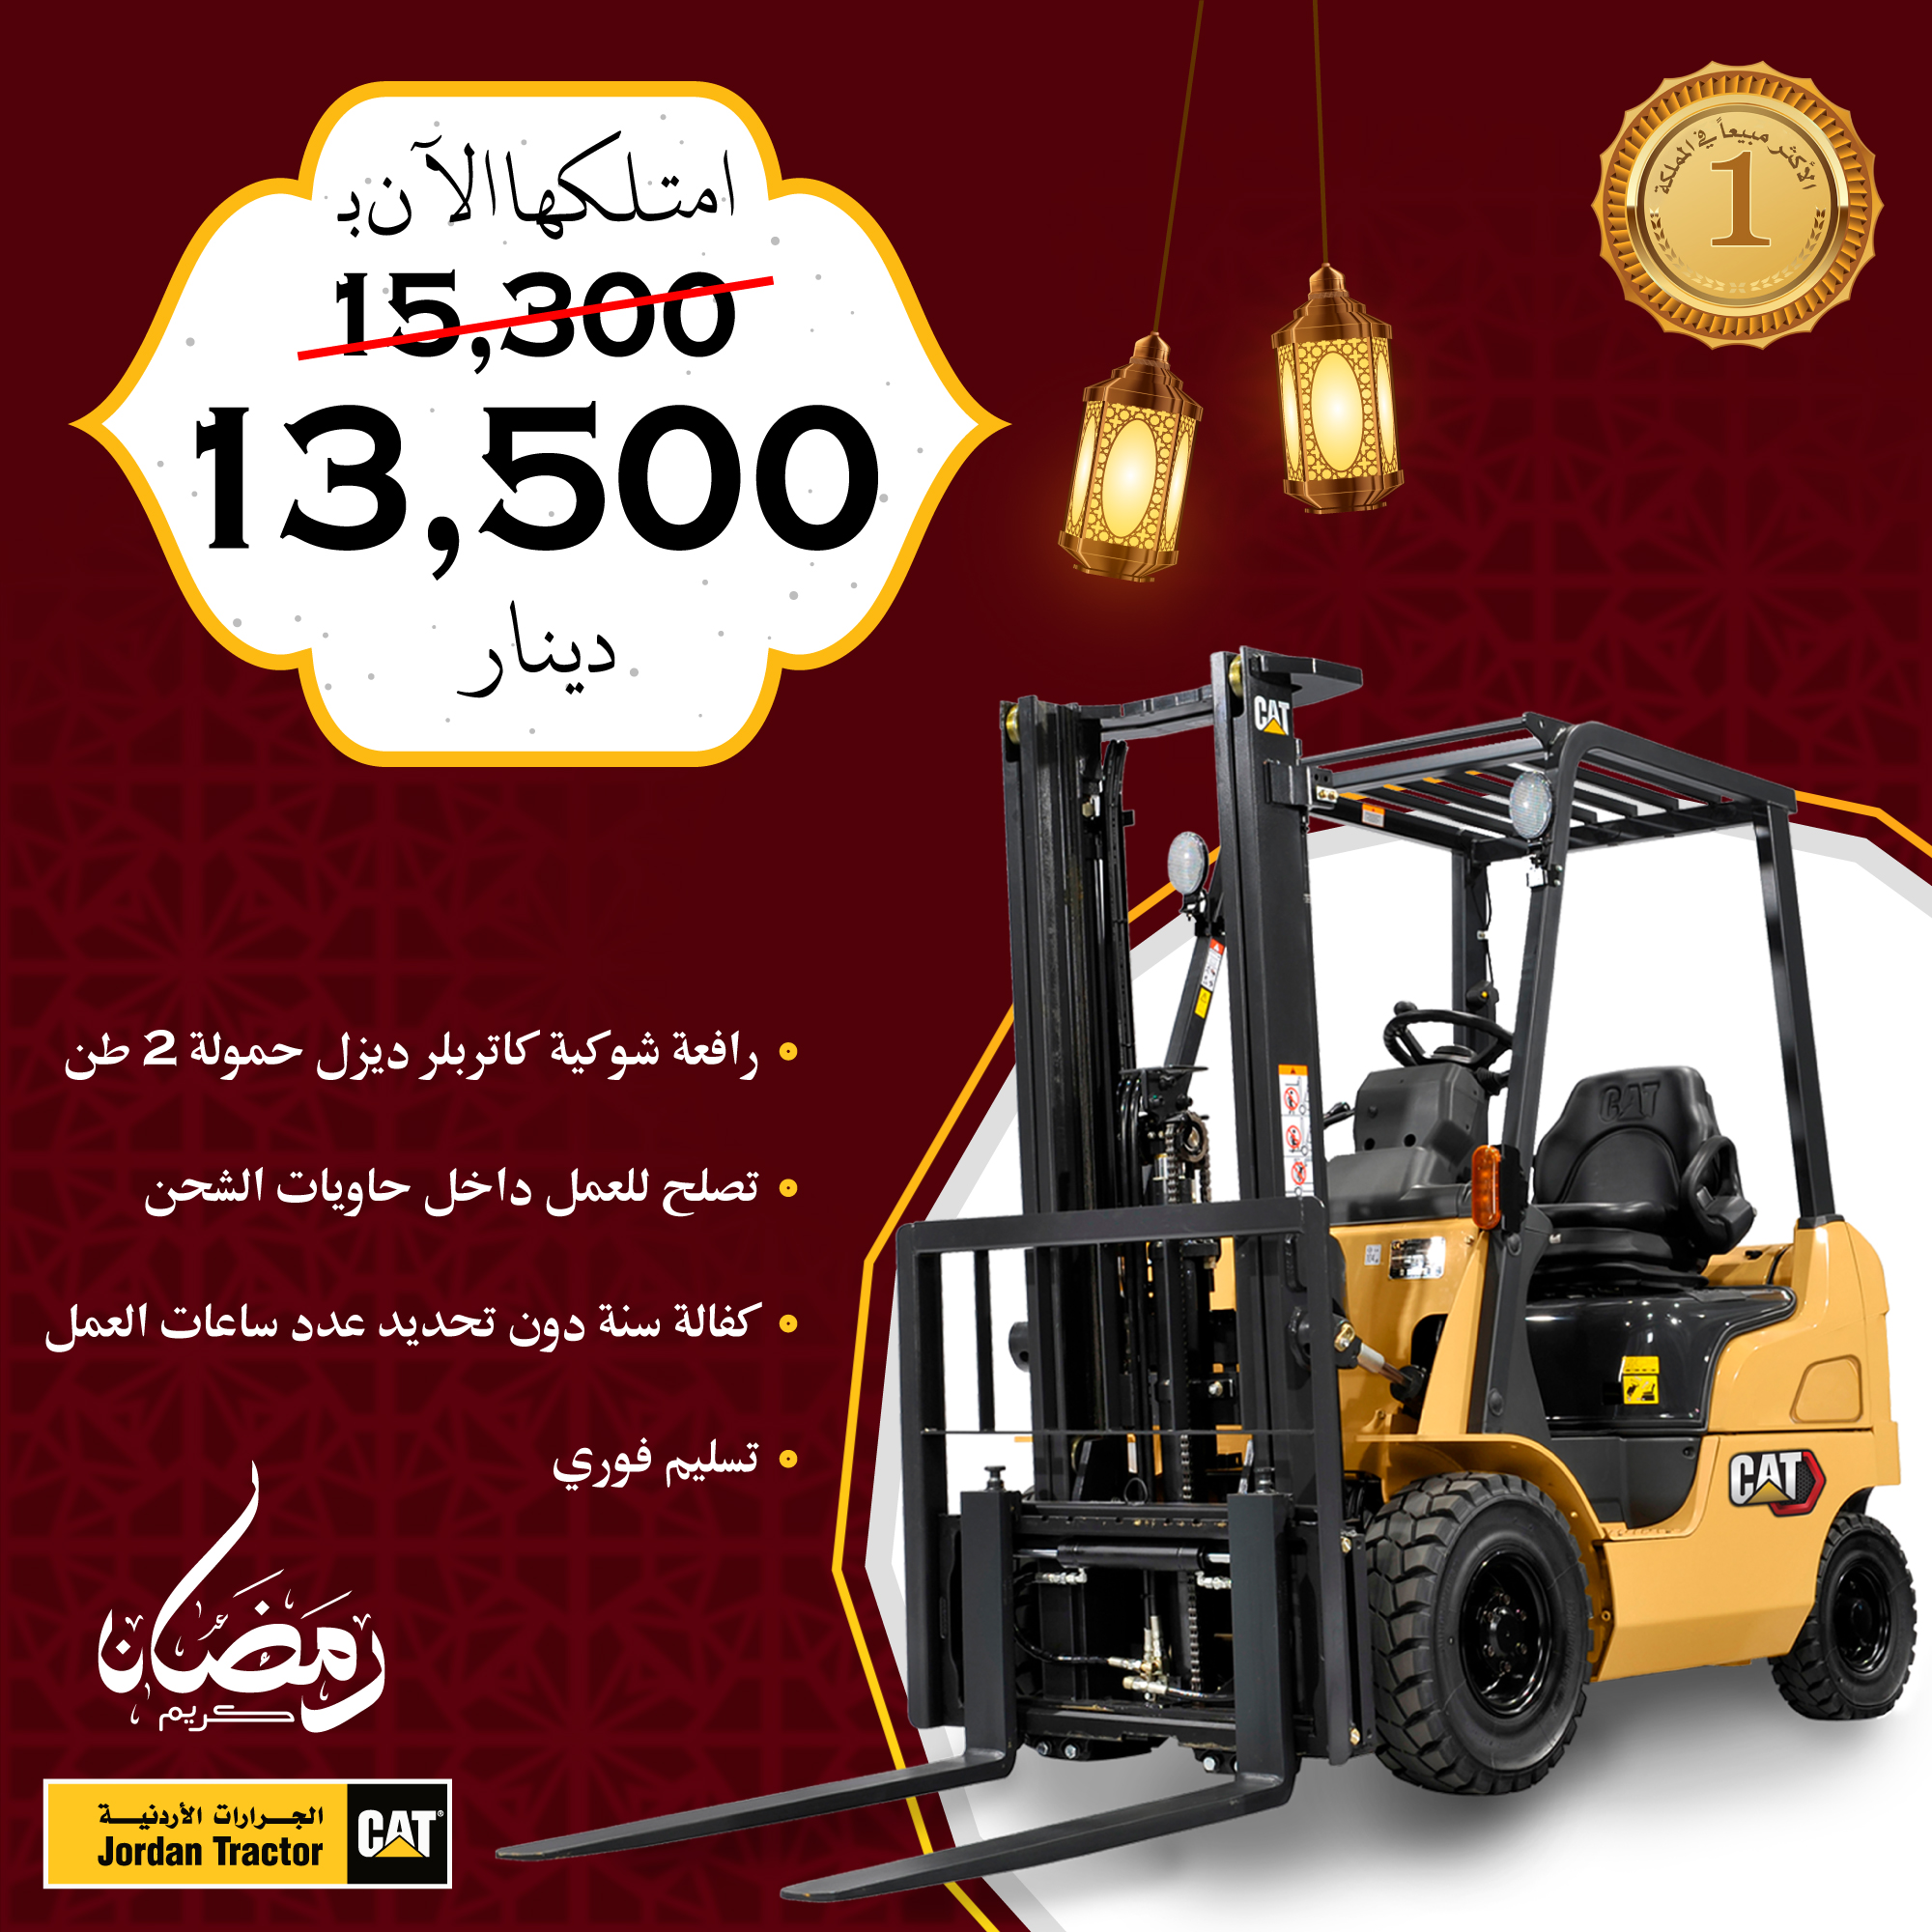 الأكثر مبيعاً في المملكة
1
امتلكها الآن بـ
15,300
13,500
دينار
CAT
• رافعة شوكية كاتربلر ديزل حمولة 2 طن
• تصلح للعمل داخل حاويات الشحن
• كفالة سنة دون تحديد عدد ساعات العمل
• تسليم فوري
CAT
CAT
رمضان
كريم
الجرارات الأردنية
Jordan Tractor
CAT®